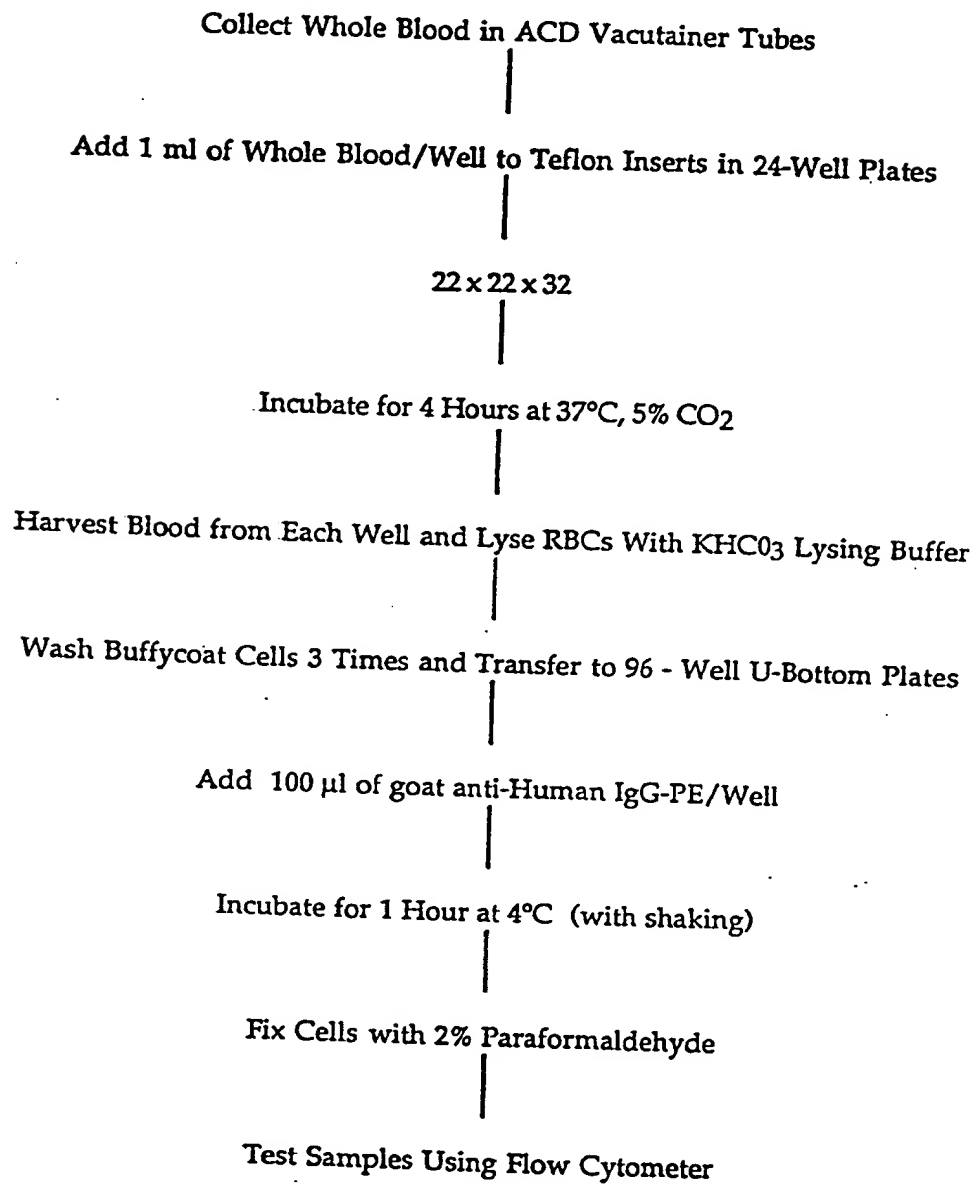 Collect Whole Blood in ACD Vacutainer Tubes
Add 1 ml of Whole Blood/Well to Teflon Inserts in 24-Well Plates
22 x 22 x 32
Incubate for 4 Hours at 37°C, 5% CO2
Harvest Blood from Each Well and Lyse RBCs With KHC03 Lysing Buffer
Wash Buffycoat Cells 3 Times and Transfer to 96 - Well U-Bottom Plates
Add 100 µl of goat anti-Human IgG-PE/Well
Incubate for 1 Hour at 4°C (with shaking)
Fix Cells with 2% Paraformaldehyde
Test Samples Using Flow Cytometer